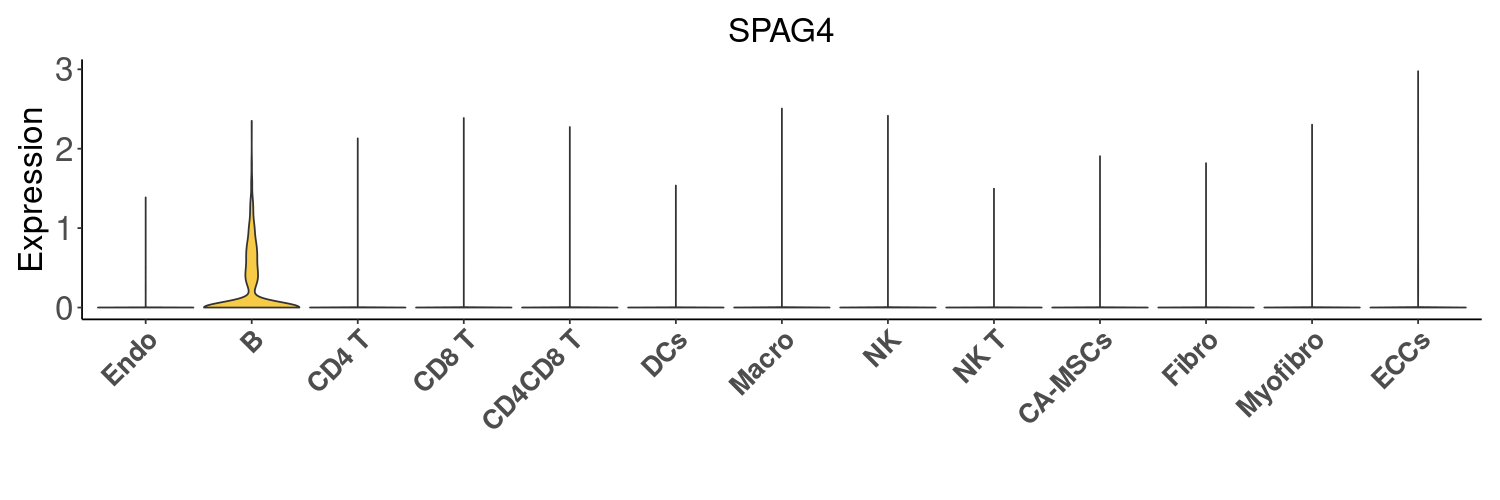 SPAG4
Expression
3
2
1
0
Endo
B
CD4 T
CD8 T
CD4CD8 T
DCs
Macro
NK
NK T
CA-MSCs
Fibro
Myofibro
ECCs